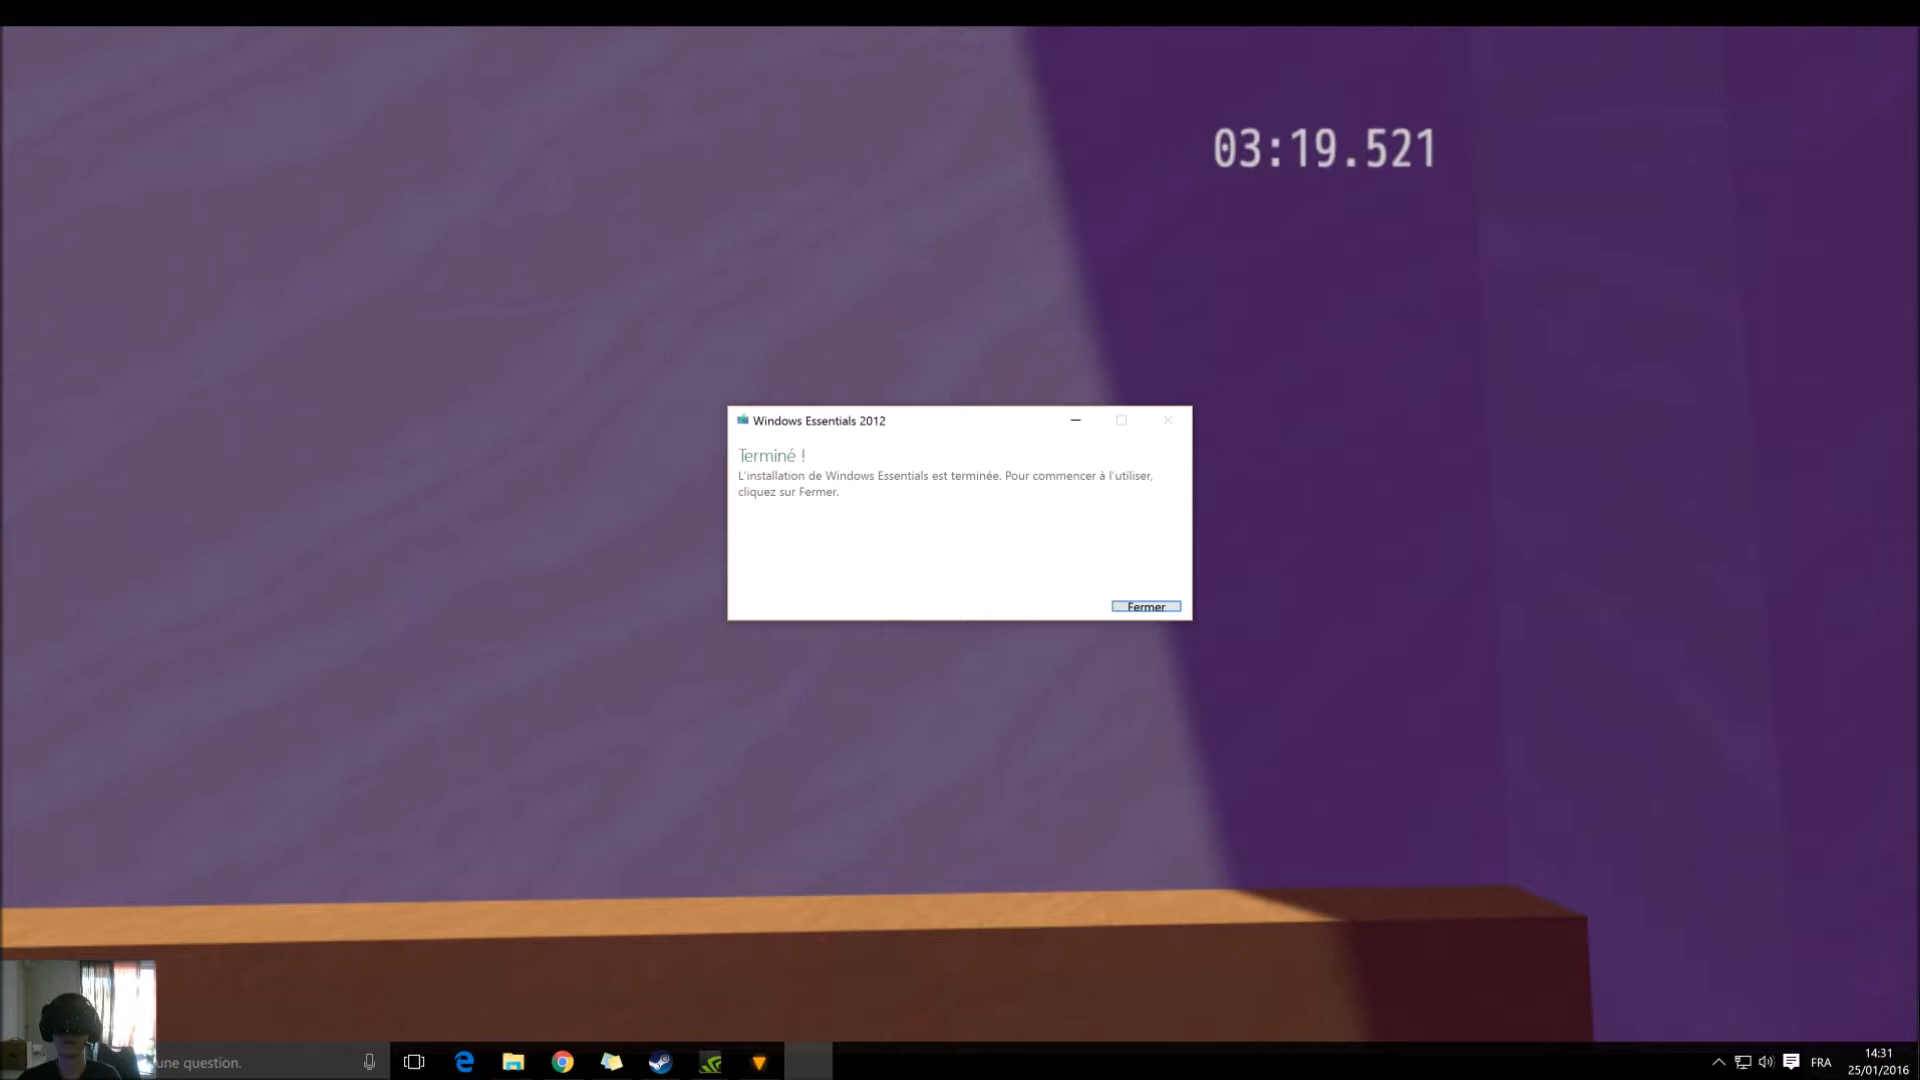 03:19.521
Windows Essentials 2012
Terminé !
L'installation de Windows Essentials est terminée. Pour commencer à l'utiliser,
cliquez sur Fermer.
Fermer
une question.
FRA
14:31
25/01/2016